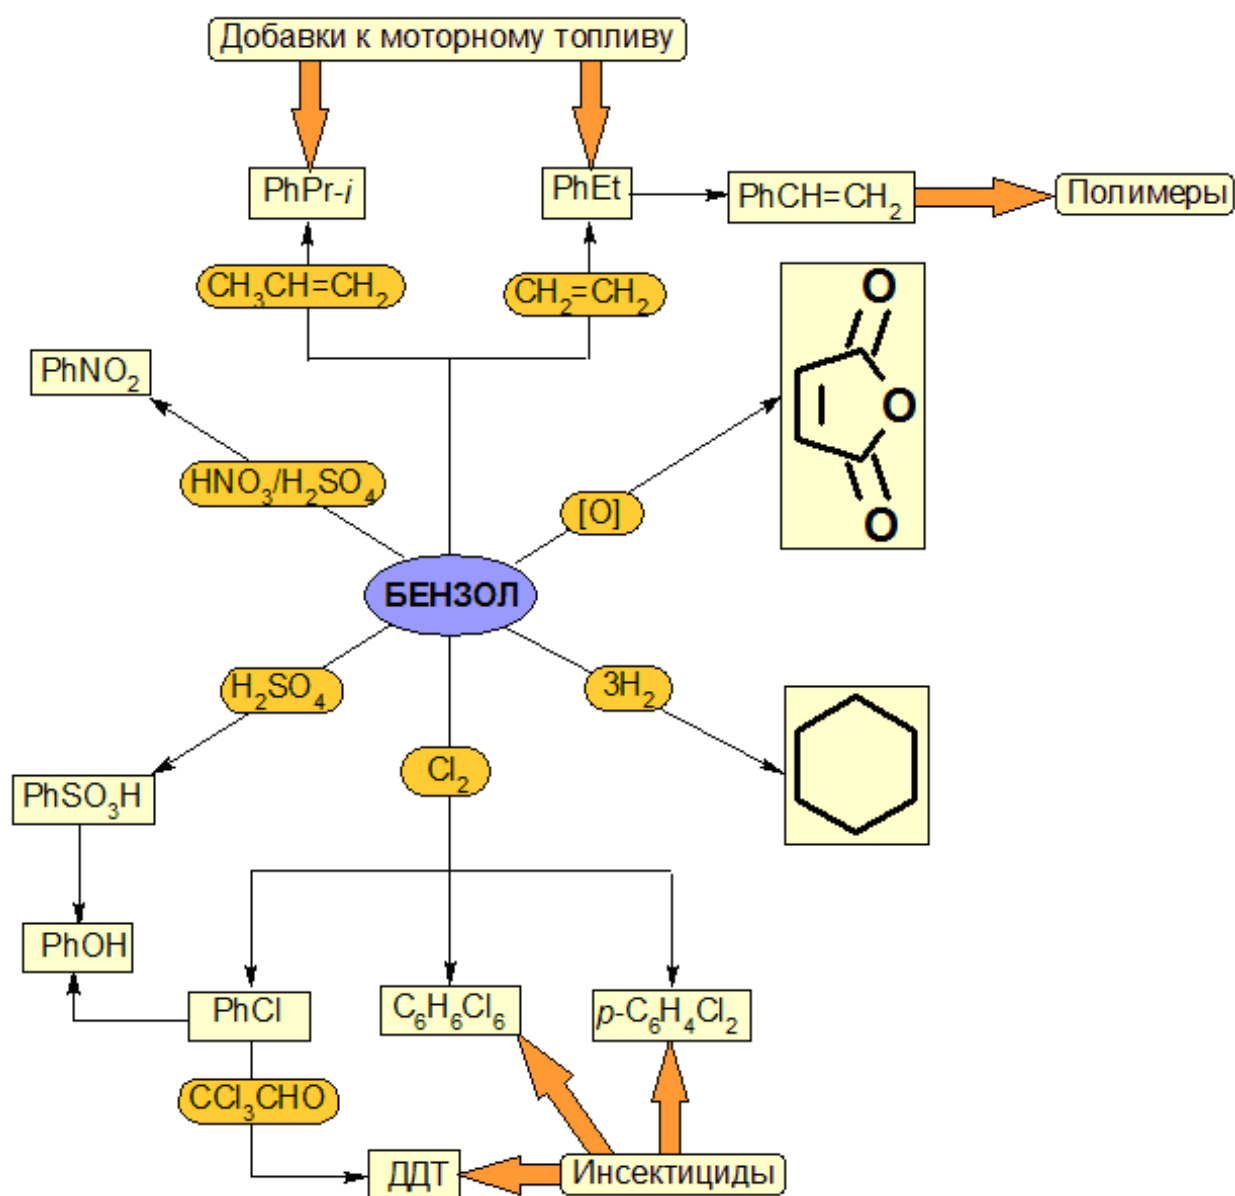 Добавки к моторному топливу
PhPr-i
PhEt
PhCH=CH₂
Полимеры
CH₃CH=CH₂
CH₂=CH₂
O
O
O
PhNO₂
HNO₃/H₂SO₄
[O]
БЕНЗОЛ
H₂SO₄
3H₂
Cl₂
PhSO₃H
PhOH
PhCl
C₆H₆Cl₆
p-C₆H₄Cl₂
CCl₃CHO
ДДТ
Инсектициды